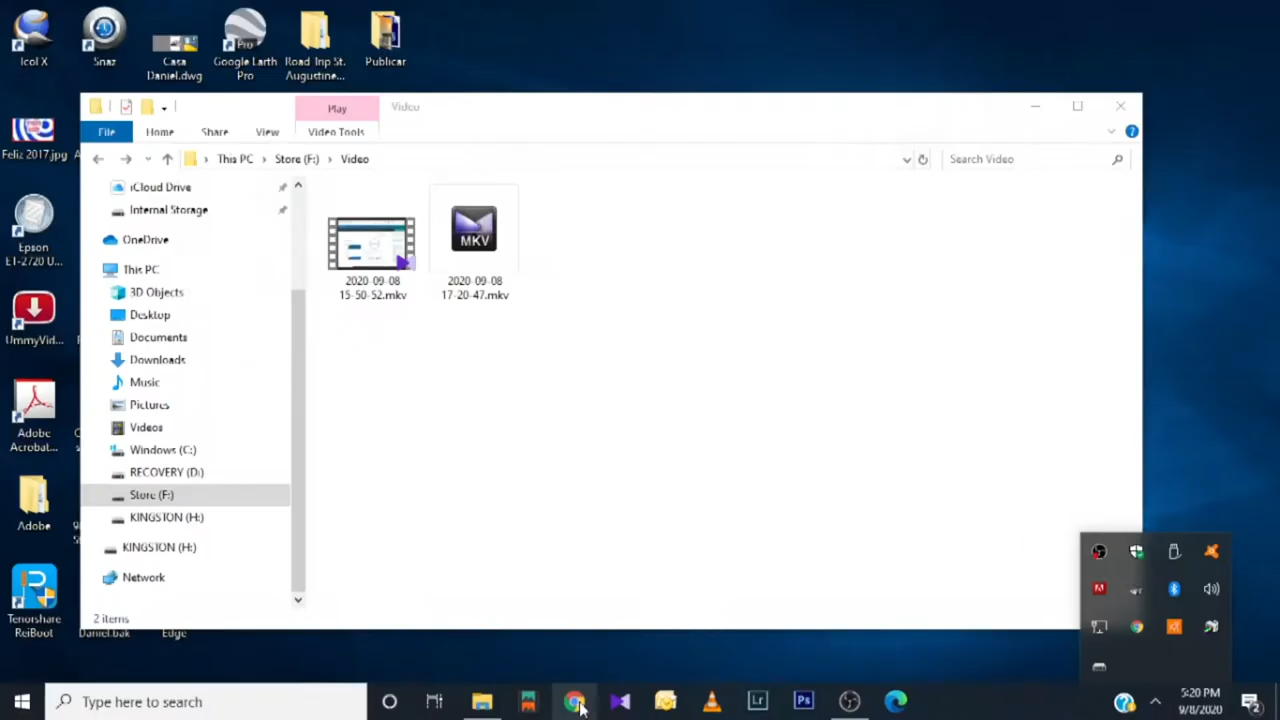 Icol X
Snaz
Casa
Daniel.dwg
Pro
Google Earth
Pro
Road Trip St.
Augustine...
Publicar
Feliz 2017.jpg
Epson
ET-2720 U...
UmmyVid...
Adobe
Acrobat...
Adobe
Tenorshare
ReiBoot
Daniel.bak
Edge
Play
Video
File
Home
Share
View
Video Tools
This PC
Store (F:)
Video
Search Video
iCloud Drive
Internal Storage
OneDrive
This PC
3D Objects
Desktop
Documents
Downloads
Music
Pictures
Videos
Windows (C:)
RECOVERY (D:)
Store (F:)
KINGSTON (H:)
KINGSTON (H:)
Network
2020-09-08
15-50-52.mkv
MKV
2020-09-08
17-20-47.mkv
2 items
Type here to search
Lr
Ps
5:20 PM
9/8/2020
2